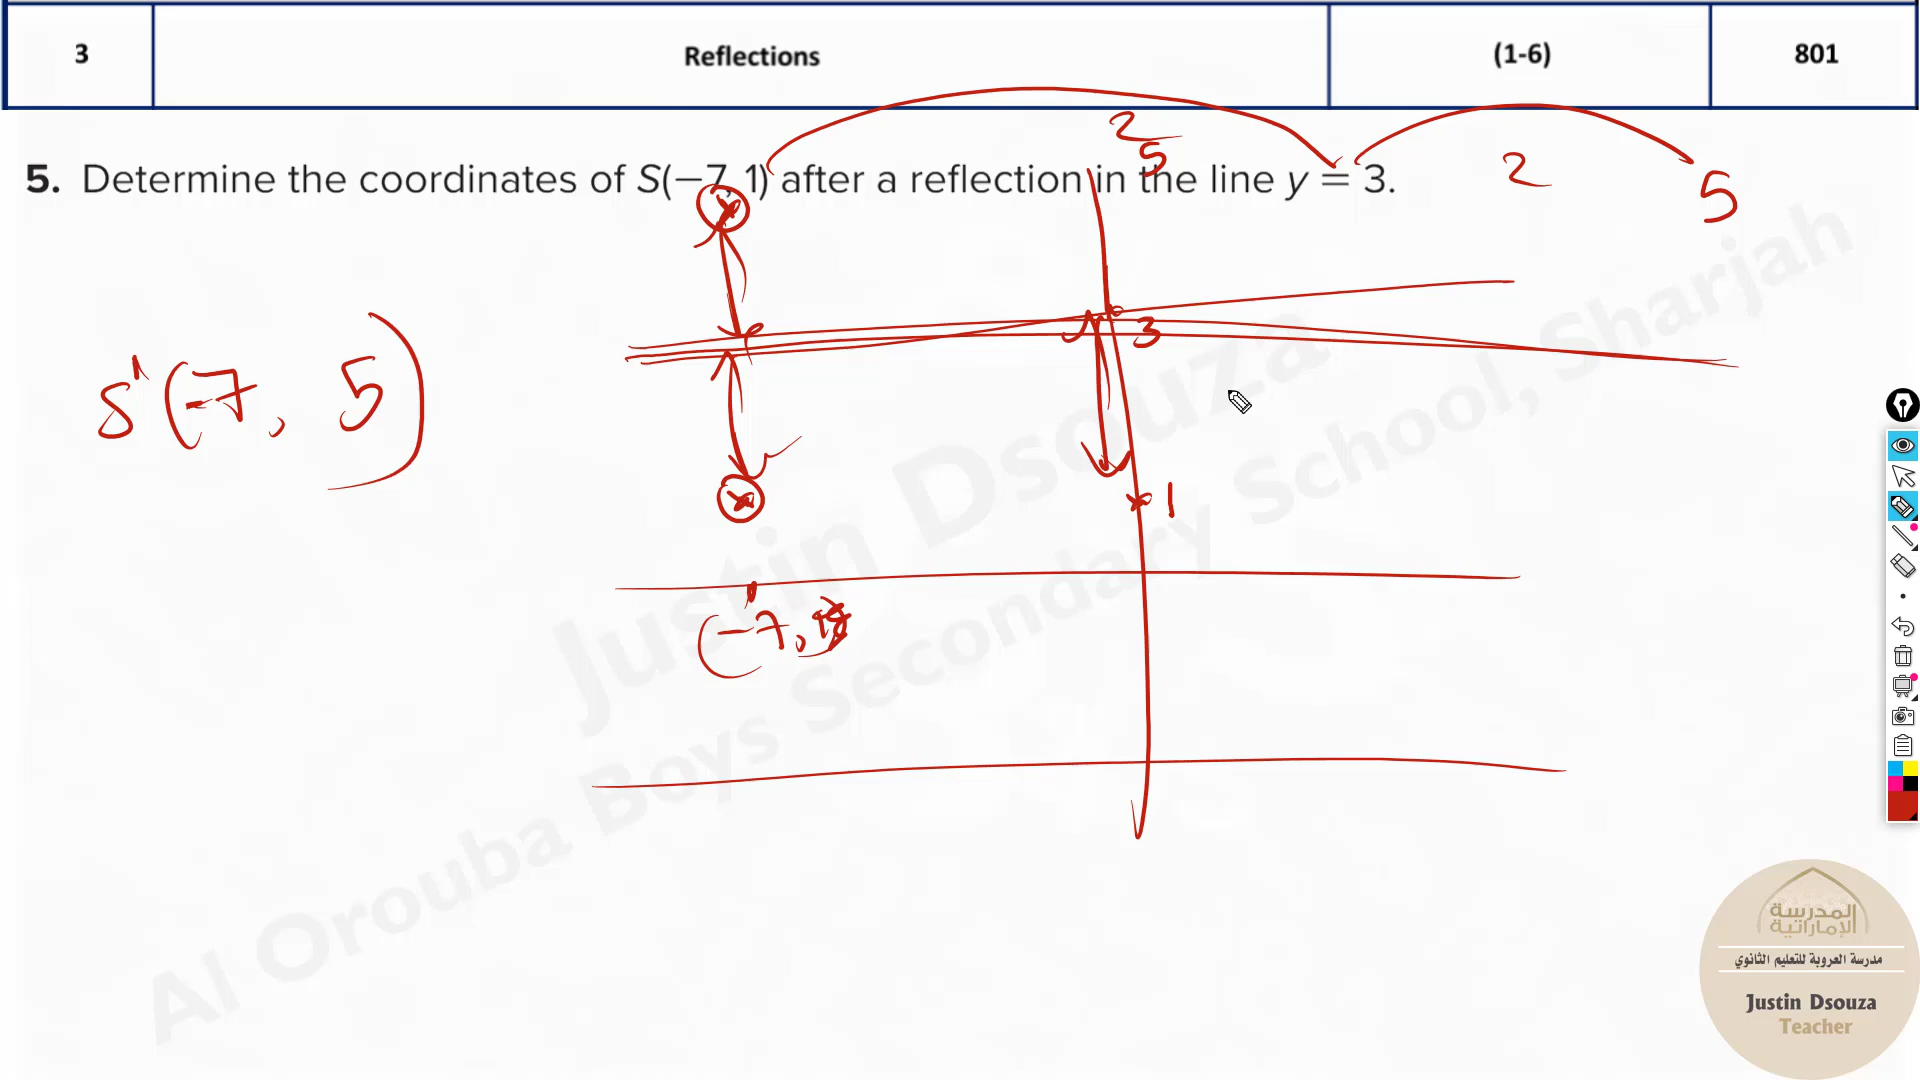 3 Reflections (1-6) 801
2
5
2
5
5. Determine the coordinates of S(−7, 1) after a reflection in the line y = 3.
3
S'(-7, 5)
1
(-7,
Justin Dsouza
Al Orouba Boys Secondary School, Sharjah
المدرسة
الإماراتية
مدرسة العروبة للتعليم الثانوي
Justin Dsouza
Teacher